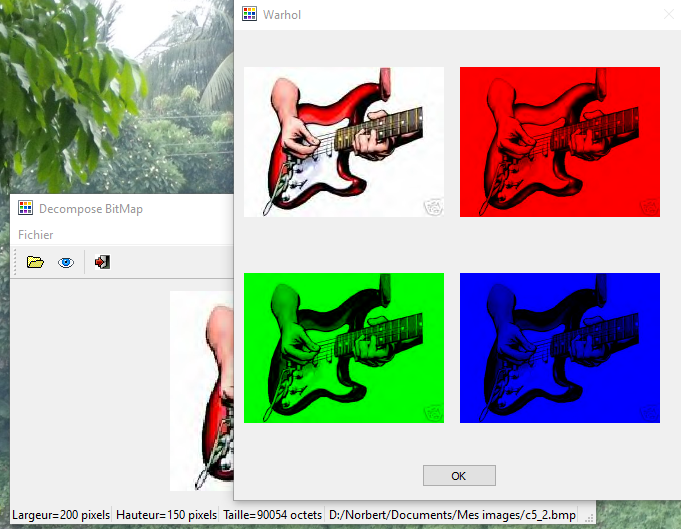 Warhol
Decompose BitMap
Fichier
OK
Largeur=200 pixels Hauteur=150 pixels Taille=90054 octets D:/Norbert/Documents/Mes images/c5_2.bmp